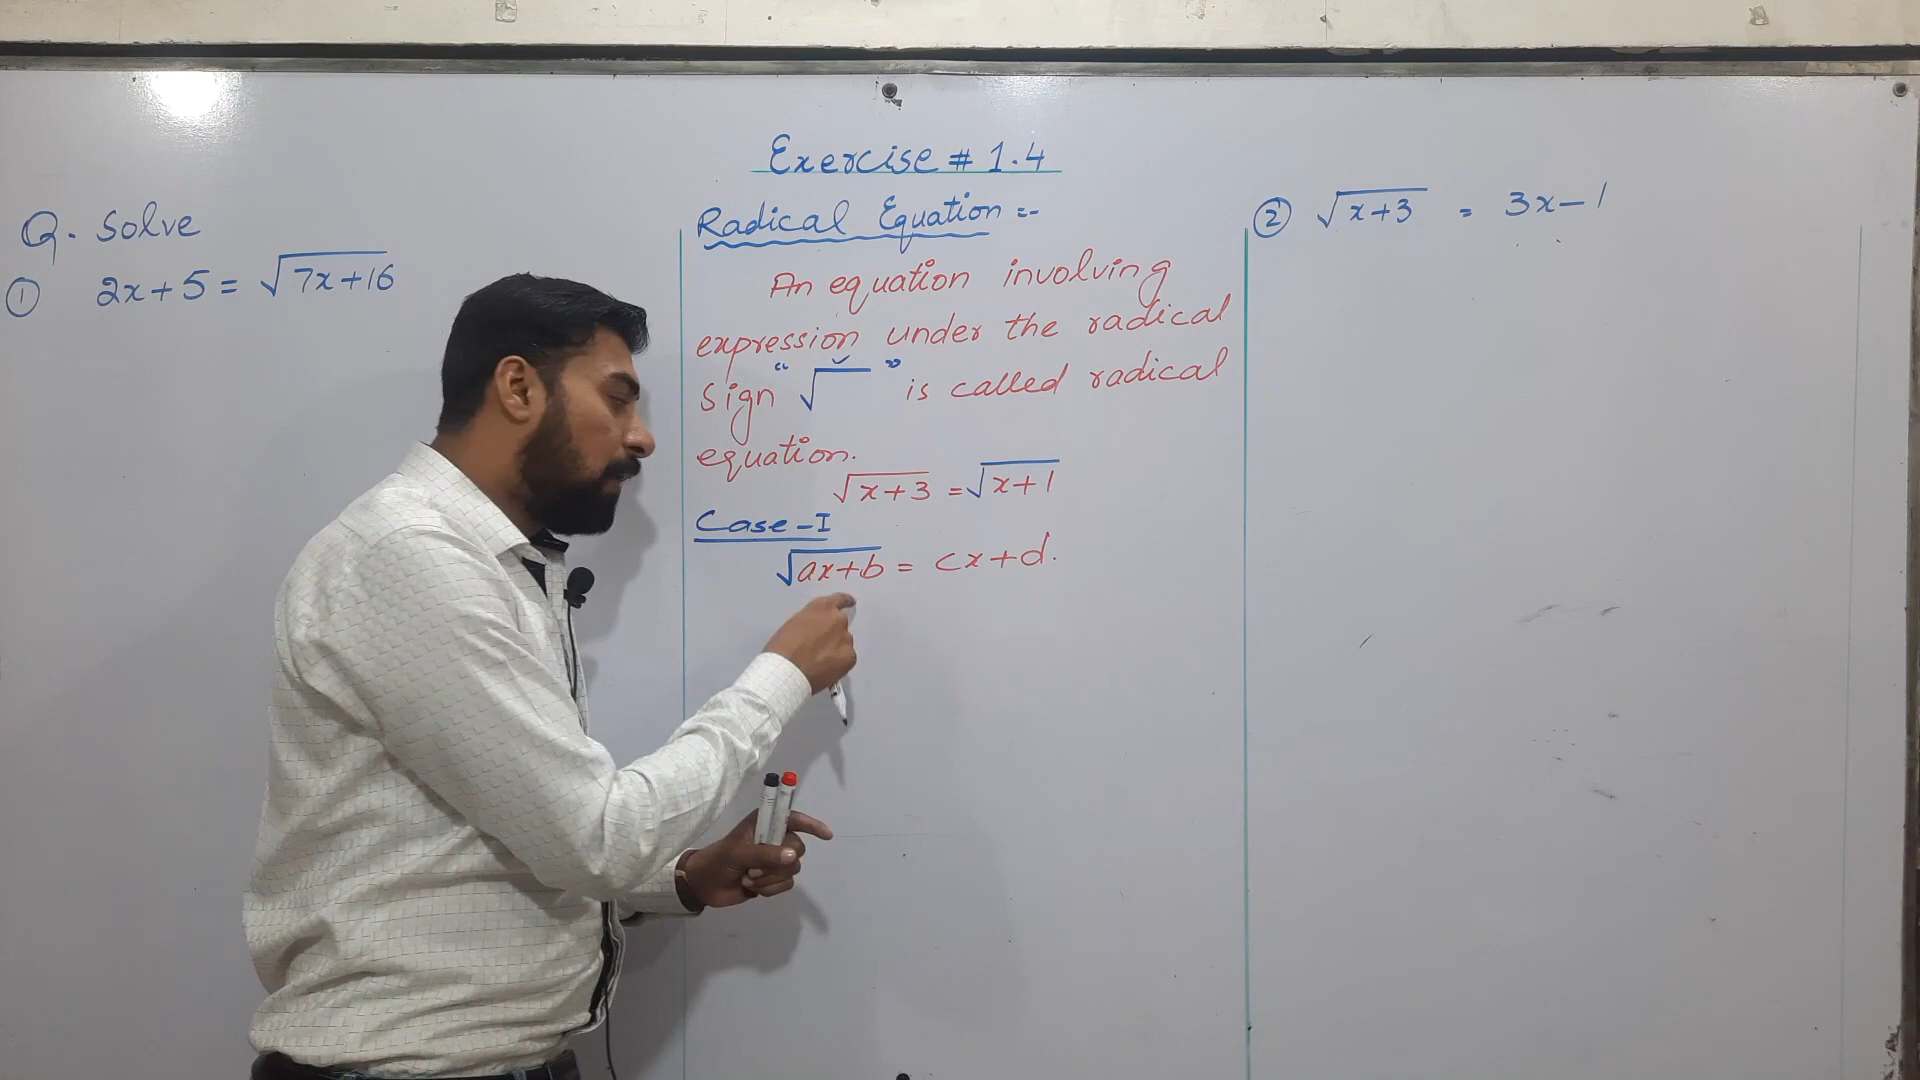 Exercise # 1.4
Q. Solve
① 2x+5 = √7x+16
Radical Equation :-
An equation involving
expression under the radical
Sign "√‾" is called radical
equation.
√x+3 = √x+1
Case-I
√ax+b = cx+d.
② √x+3 = 3x-1